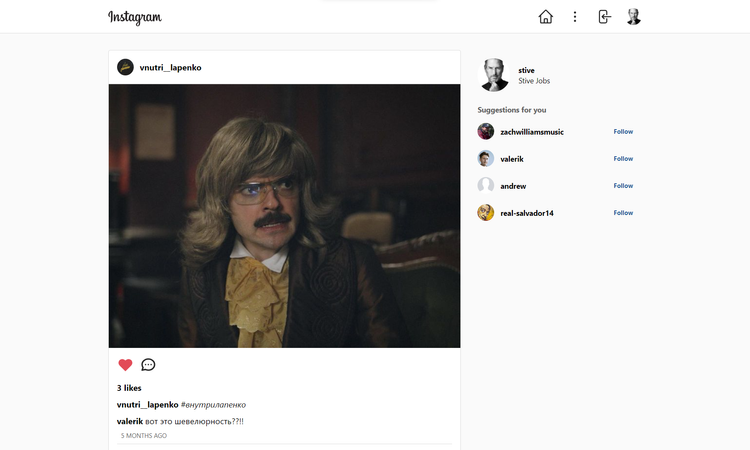 Instagram
vnutri__lapenko
stive
Stive Jobs
Suggestions for you
zachwilliamsmusic Follow
valerik Follow
andrew Follow
real-salvador14 Follow
3 likes
vnutri__lapenko #внутрилапенко
valerik вот это шевелюрность??!!
5 MONTHS AGO